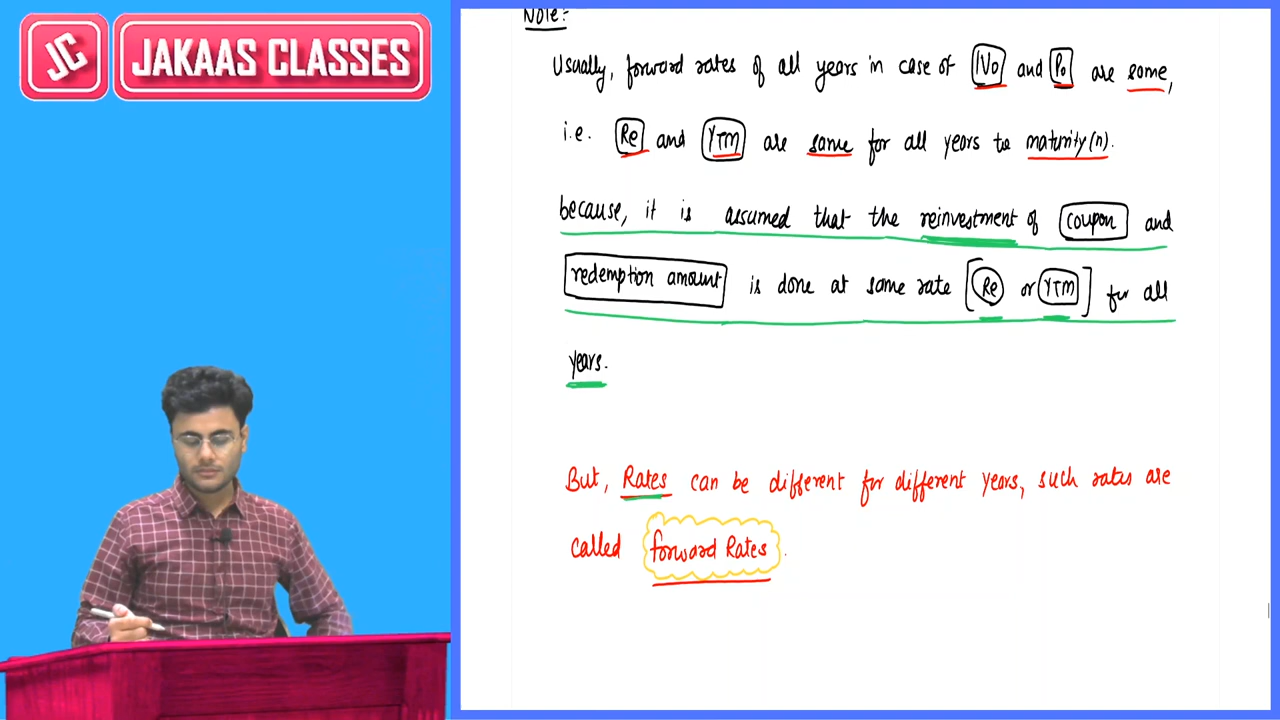 JC
JAKAAS CLASSES
Note:-
Usually, forward rates of all years in case of IVo and Po are same,
i.e. Re and YTM are same for all years to maturity(n).
because, it is assumed that the reinvestment of coupon and
redemption amount is done at same rate [Re or YTM] for all
years.
But, Rates can be different for different years, such rates are
called forward Rates.